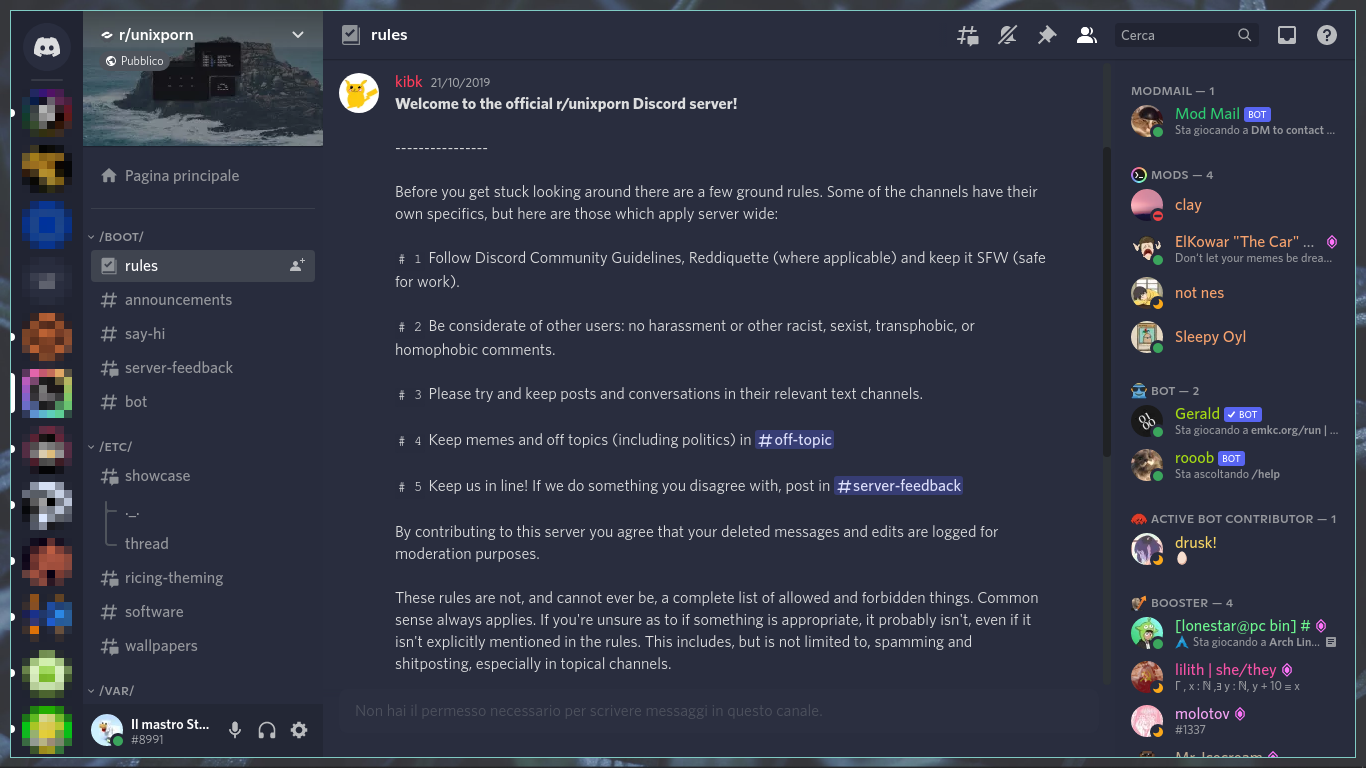 r/unixporn
Pubblico
Pagina principale
/BOOT/
rules
announcements
say-hi
server-feedback
bot
/ETC/
showcase
._.
thread
ricing-theming
software
wallpapers
/VAR/
Il mastro St...
#8991
rules
Cerca
kibk 21/10/2019
Welcome to the official r/unixporn Discord server!
----------------
Before you get stuck looking around there are a few ground rules. Some of the channels have their
own specifics, but here are those which apply server wide:
# 1 Follow Discord Community Guidelines, Reddiquette (where applicable) and keep it SFW (safe
for work).
# 2 Be considerate of other users: no harassment or other racist, sexist, transphobic, or
homophobic comments.
# 3 Please try and keep posts and conversations in their relevant text channels.
# 4 Keep memes and off topics (including politics) in #off-topic
# 5 Keep us in line! If we do something you disagree with, post in #server-feedback
By contributing to this server you agree that your deleted messages and edits are logged for
moderation purposes.
These rules are not, and cannot ever be, a complete list of allowed and forbidden things. Common
sense always applies. If you're unsure as to if something is appropriate, it probably isn't, even if it
isn't explicitly mentioned in the rules. This includes, but is not limited to, spamming and
shitposting, especially in topical channels.
Non hai il permesso necessario per scrivere messaggi in questo canale.
MODMAIL — 1
Mod Mail BOT
Sta giocando a DM to contact ...
MODS — 4
clay
ElKowar "The Car" ...
Don't let your memes be drea...
not nes
Sleepy Oyl
BOT — 2
Gerald BOT
Sta giocando a emkc.org/run | ...
rooob BOT
Sta ascoltando /help
ACTIVE BOT CONTRIBUTOR — 1
drusk!
BOOSTER — 4
[lonestar@pc bin] #
Sta giocando a Arch Lin...
lilith | she/they
Γ , x : ℕ ,∃ y : ℕ, y + 10 ≡ x
molotov
#1337
Mr. Icecream